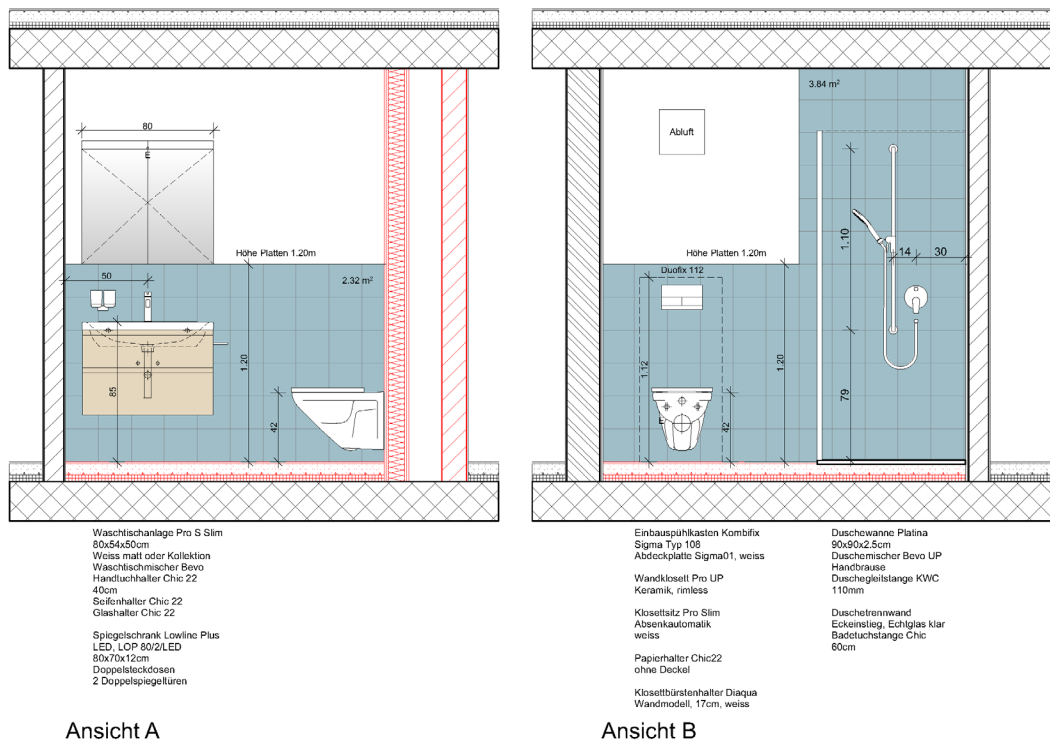 80
E
Höhe Platten 1.20m
50
2.32 m²
1.20
85
42
Waschtischanlage Pro S Slim
80x54x50cm
Weiss matt oder Kollektion
Waschtischmischer Bevo
Handtuchhalter Chic 22
40cm
Seifenhalter Chic 22
Glashalter Chic 22
Spiegelschrank Lowline Plus
LED, LOP 80/2/LED
80x70x12cm
Doppelsteckdosen
2 Doppelspiegeltüren
Ansicht A
3.84 m²
Abluft
1.10
14
30
Höhe Platten 1.20m
Duofix 112
1.12
1.20
79
E
42
Einbauspühlkasten Kombifix
Sigma Typ 108
Abdeckplatte Sigma01, weiss
Wandklosett Pro UP
Keramik, rimless
Klosettsitz Pro Slim
Absenkautomatik
weiss
Papierhalter Chic22
ohne Deckel
Klosettbürstenhalter Diaqua
Wandmodell, 17cm, weiss
Duschewanne Platina
90x90x2.5cm
Duschemischer Bevo UP
Handbrause
Duschegleitstange KWC
110mm
Duschetrennwand
Eckeinstieg, Echtglas klar
Badetuchstange Chic
60cm
Ansicht B